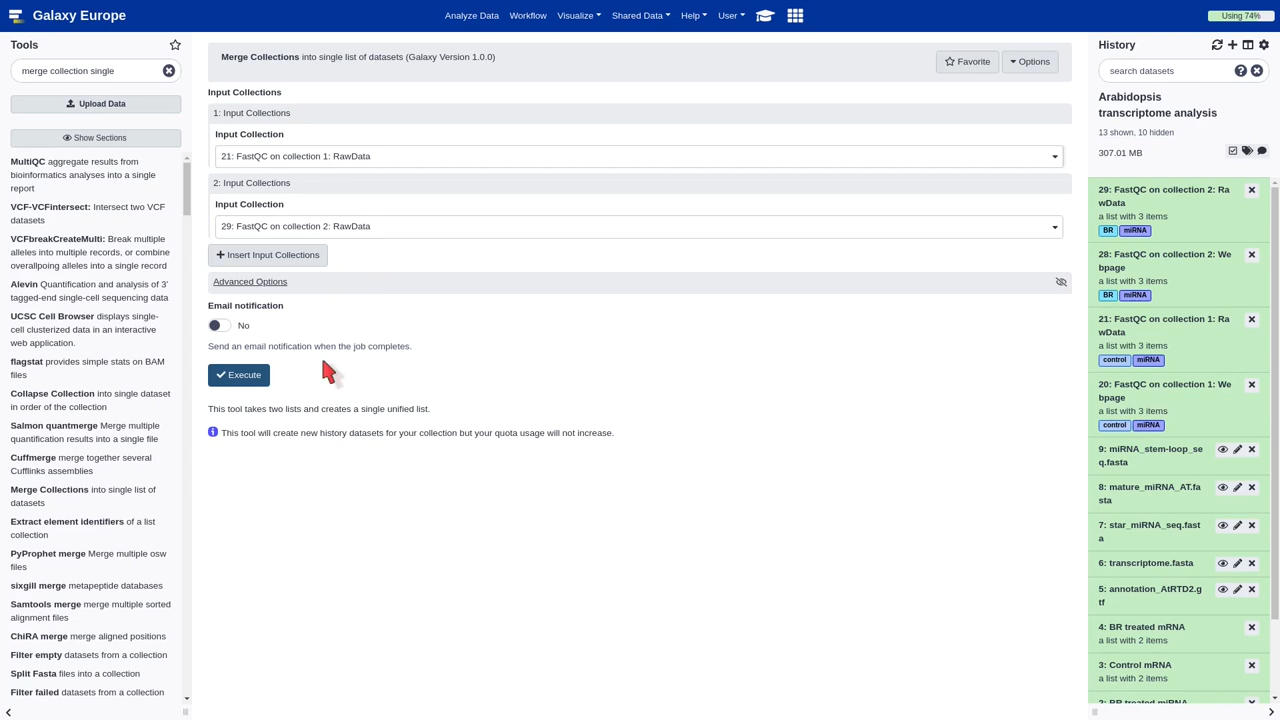 Galaxy Europe
Analyze Data
Workflow
Visualize
Shared Data
Help
User
Using 74%
Tools
merge collection single
Upload Data
Show Sections
MultiQC aggregate results from
bioinformatics analyses into a single
report
VCF-VCFintersect: Intersect two VCF
datasets
VCFbreakCreateMulti: Break multiple
alleles into multiple records, or combine
overallpoing alleles into a single record
Alevin Quantification and analysis of 3'
tagged-end single-cell sequencing data
UCSC Cell Browser displays single-
cell clusterized data in an interactive
web application.
flagstat provides simple stats on BAM
files
Collapse Collection into single dataset
in order of the collection
Salmon quantmerge Merge multiple
quantification results into a single file
Cuffmerge merge together several
Cufflinks assemblies
Merge Collections into single list of
datasets
Extract element identifiers of a list
collection
PyProphet merge Merge multiple osw
files
sixgill merge metapeptide databases
Samtools merge merge multiple sorted
alignment files
ChiRA merge merge aligned positions
Filter empty datasets from a collection
Split Fasta files into a collection
Filter failed datasets from a collection
Merge Collections into single list of datasets (Galaxy Version 1.0.0)
Favorite
Options
Input Collections
1: Input Collections
Input Collection
21: FastQC on collection 1: RawData
2: Input Collections
Input Collection
29: FastQC on collection 2: RawData
Insert Input Collections
Advanced Options
Email notification
No
Send an email notification when the job completes.
Execute
This tool takes two lists and creates a single unified list.
This tool will create new history datasets for your collection but your quota usage will not increase.
History
search datasets
Arabidopsis
transcriptome analysis
13 shown, 10 hidden
307.01 MB
29: FastQC on collection 2: Ra
wData
a list with 3 items
BR miRNA
28: FastQC on collection 2: We
bpage
a list with 3 items
BR miRNA
21: FastQC on collection 1: Ra
wData
a list with 3 items
control miRNA
20: FastQC on collection 1: We
bpage
a list with 3 items
control miRNA
9: miRNA_stem-loop_se
q.fasta
8: mature_miRNA_AT.fa
sta
7: star_miRNA_seq.fast
a
6: transcriptome.fasta
5: annotation_AtRTD2.g
tf
4: BR treated mRNA
a list with 2 items
3: Control mRNA
a list with 2 items
2: BR treated miRNA